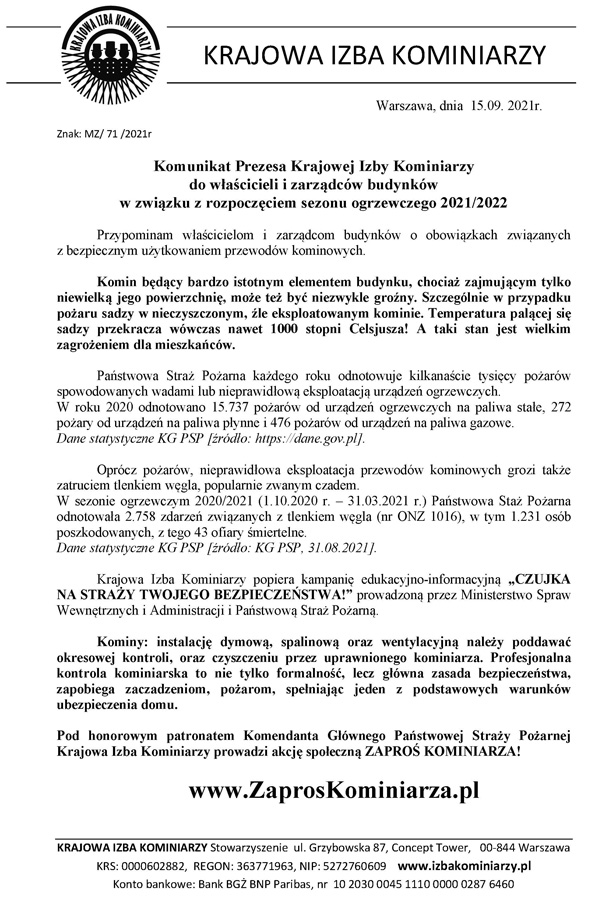 KRAJOWA IZBA KOMINIARZY
KRAJOWA IZBA KOMINIARZY
Warszawa, dnia 15.09. 2021r.
Znak: MZ/ 71 /2021r
Komunikat Prezesa Krajowej Izby Kominiarzy
do właścicieli i zarządców budynków
w związku z rozpoczęciem sezonu ogrzewczego 2021/2022
Przypominam właścicielom i zarządcom budynków o obowiązkach związanych
z bezpiecznym użytkowaniem przewodów kominowych.
Komin będący bardzo istotnym elementem budynku, chociaż zajmującym tylko
niewielką jego powierzchnię, może też być niezwykle groźny. Szczególnie w przypadku
pożaru sadzy w nieczyszczonym, źle eksploatowanym kominie. Temperatura palącej się
sadzy przekracza wówczas nawet 1000 stopni Celsjusza! A taki stan jest wielkim
zagrożeniem dla mieszkańców.
Państwowa Straż Pożarna każdego roku odnotowuje kilkanaście tysięcy pożarów
spowodowanych wadami lub nieprawidłową eksploatacją urządzeń ogrzewczych.
W roku 2020 odnotowano 15.737 pożarów od urządzeń ogrzewczych na paliwa stałe, 272
pożary od urządzeń na paliwa płynne i 476 pożarów od urządzeń na paliwa gazowe.
Dane statystyczne KG PSP [źródło: https://dane.gov.pl].
Oprócz pożarów, nieprawidłowa eksploatacja przewodów kominowych grozi także
zatruciem tlenkiem węgla, popularnie zwanym czadem.
W sezonie ogrzewczym 2020/2021 (1.10.2020 r. – 31.03.2021 r.) Państwowa Staż Pożarna
odnotowała 2.758 zdarzeń związanych z tlenkiem węgla (nr ONZ 1016), w tym 1.231 osób
poszkodowanych, z tego 43 ofiary śmiertelne.
Dane statystyczne KG PSP [źródło: KG PSP, 31.08.2021].
Krajowa Izba Kominiarzy popiera kampanię edukacyjno-informacyjną „CZUJKA
NA STRAŻY TWOJEGO BEZPIECZEŃSTWA!” prowadzoną przez Ministerstwo Spraw
Wewnętrznych i Administracji i Państwową Straż Pożarną.
Kominy: instalację dymową, spalinową oraz wentylacyjną należy poddawać
okresowej kontroli, oraz czyszczeniu przez uprawnionego kominiarza. Profesjonalna
kontrola kominiarska to nie tylko formalność, lecz główna zasada bezpieczeństwa,
zapobiega zaczadzeniom, pożarom, spełniając jeden z podstawowych warunków
ubezpieczenia domu.
Pod honorowym patronatem Komendanta Głównego Państwowej Straży Pożarnej
Krajowa Izba Kominiarzy prowadzi akcję społeczną ZAPROŚ KOMINIARZA!
www.ZaprosKominiarza.pl
KRAJOWA IZBA KOMINIARZY Stowarzyszenie ul. Grzybowska 87, Concept Tower, 00-844 Warszawa
KRS: 0000602882, REGON: 363771963, NIP: 5272760609 www.izbakominiarzy.pl
Konto bankowe: Bank BGŻ BNP Paribas, nr 10 2030 0045 1110 0000 0287 6460